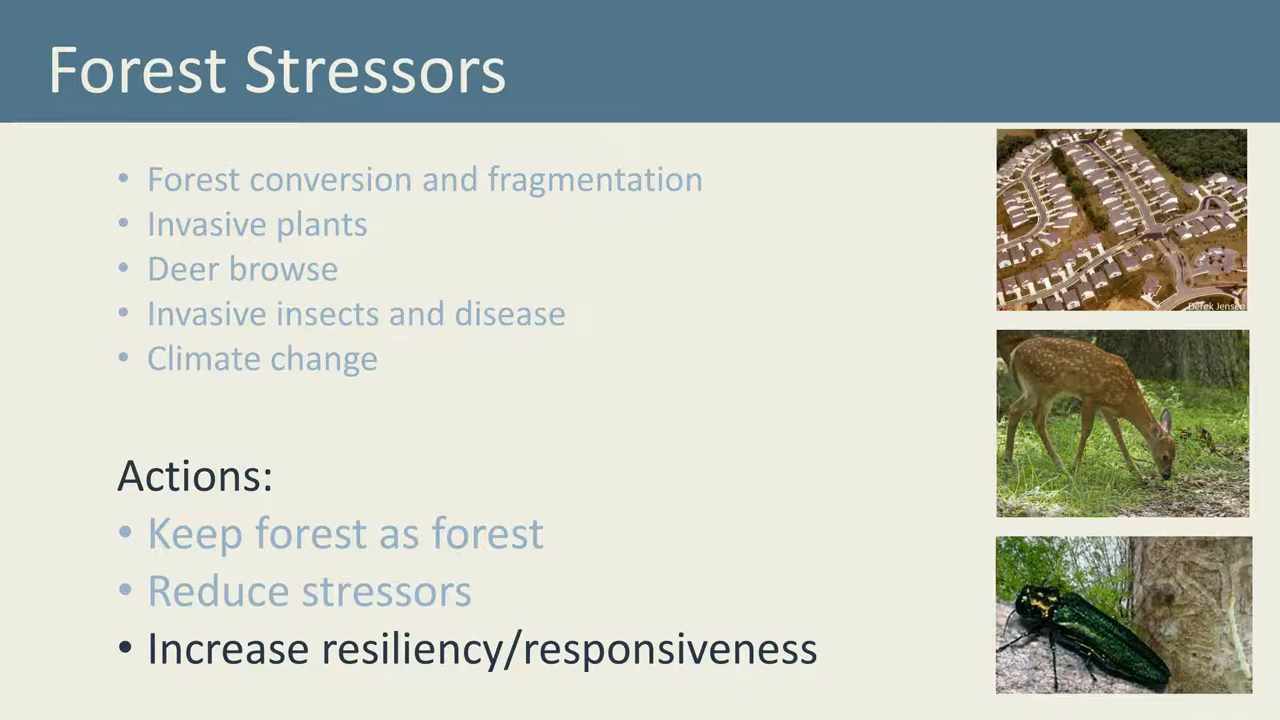 Forest Stressors
• Forest conversion and fragmentation
• Invasive plants
• Deer browse
• Invasive insects and disease
• Climate change
Derek Jensen
Actions:
• Keep forest as forest
• Reduce stressors
• Increase resiliency/responsiveness